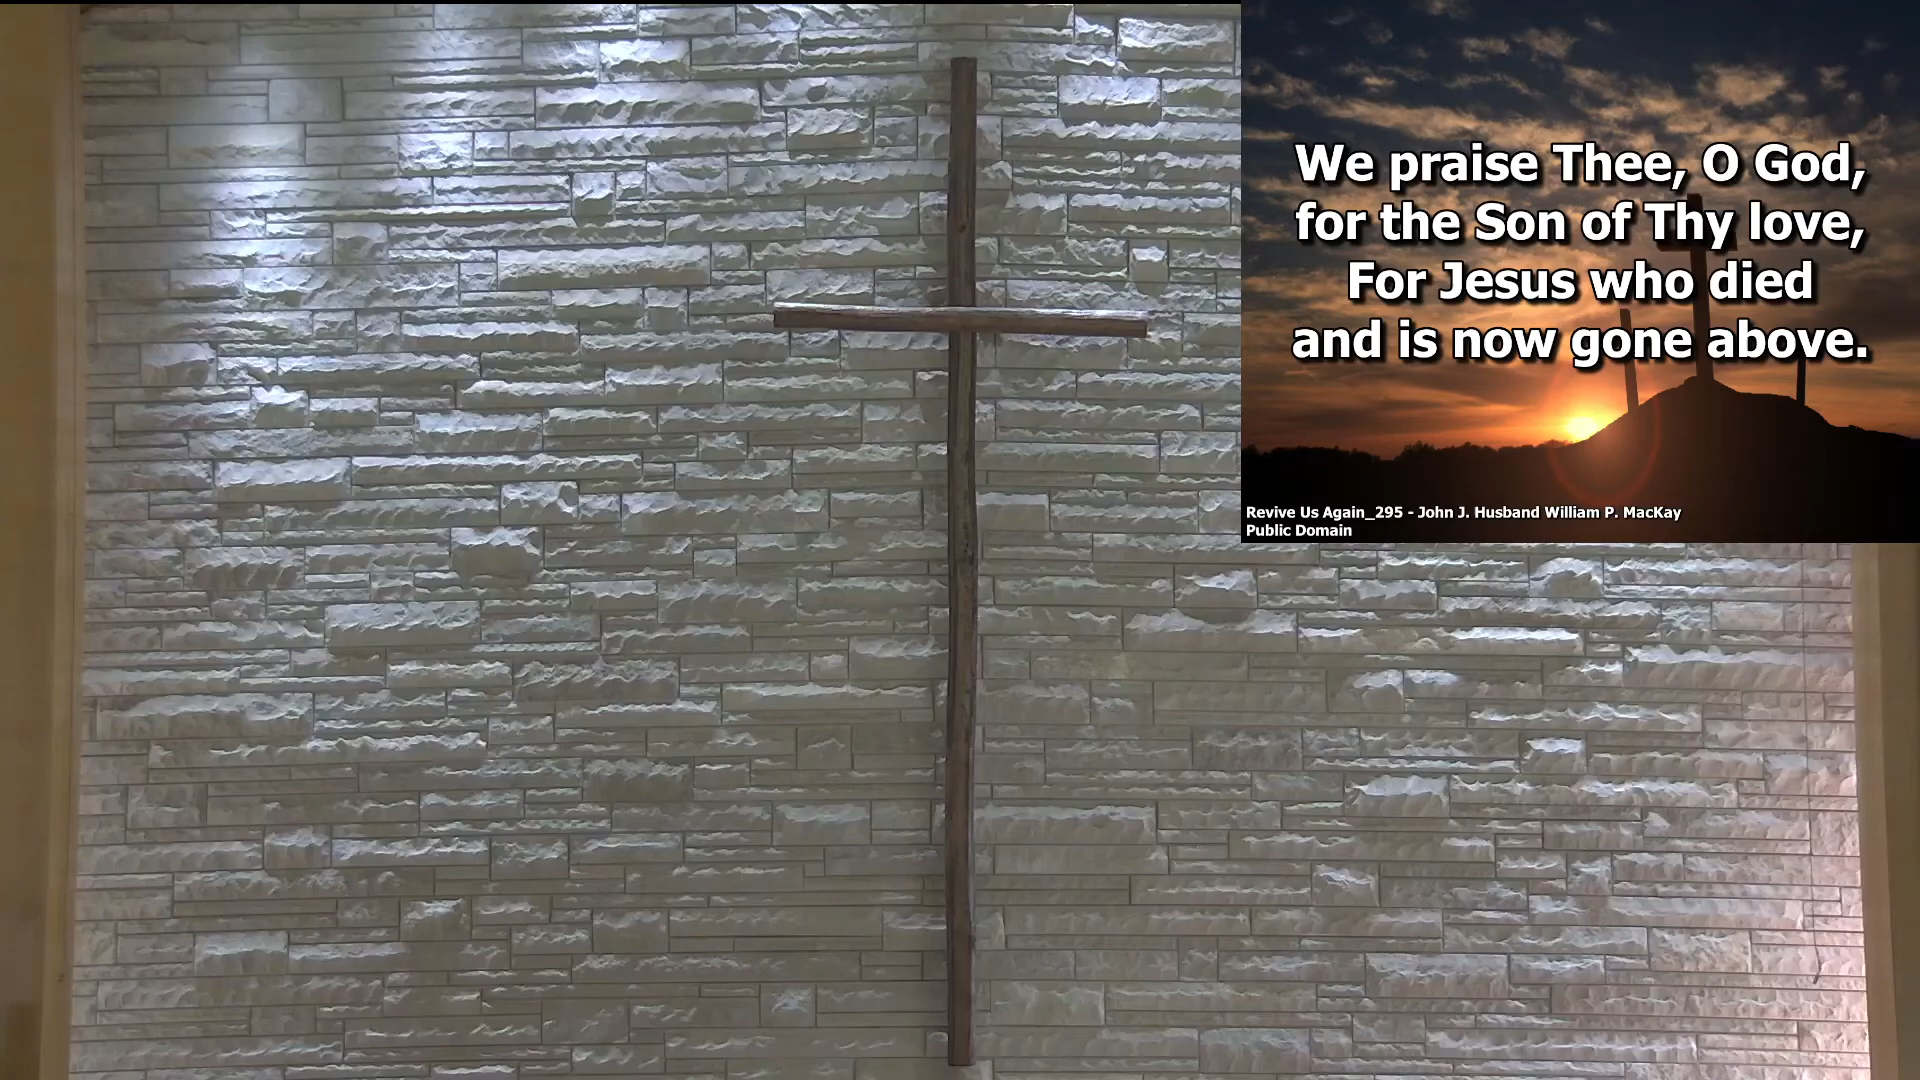 We praise Thee, O God,
for the Son of Thy love,
For Jesus who died
and is now gone above.
Revive Us Again_295 - John J. Husband William P. MacKay
Public Domain